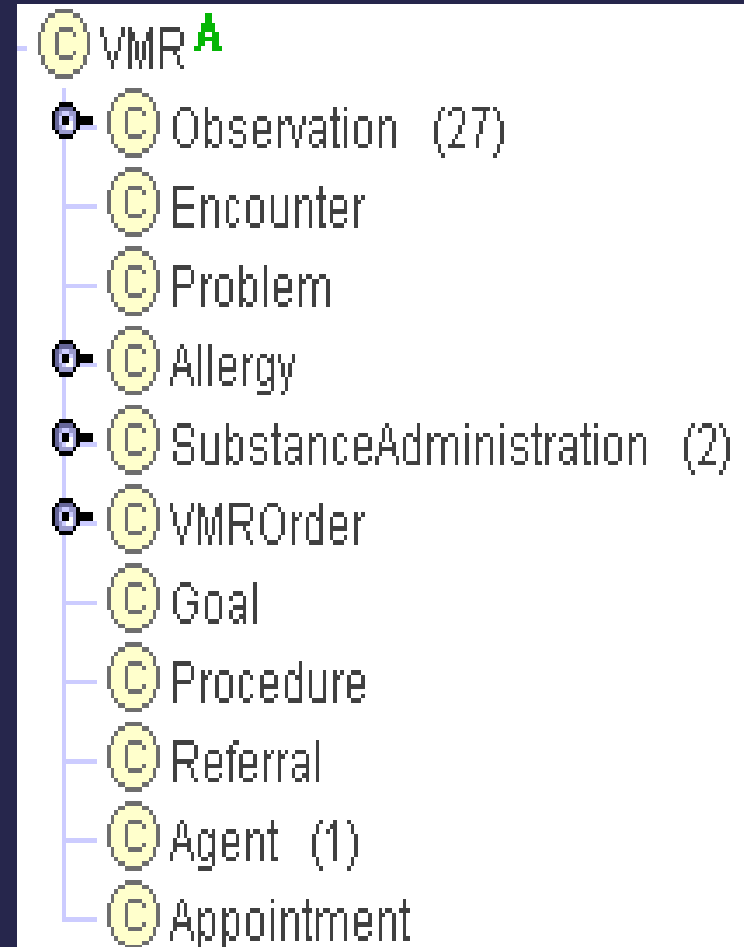 C VMR A
C Observation (27)
C Encounter
C Problem
C Allergy
C SubstanceAdministration (2)
C VMROrder
C Goal
C Procedure
C Referral
C Agent (1)
C Appointment